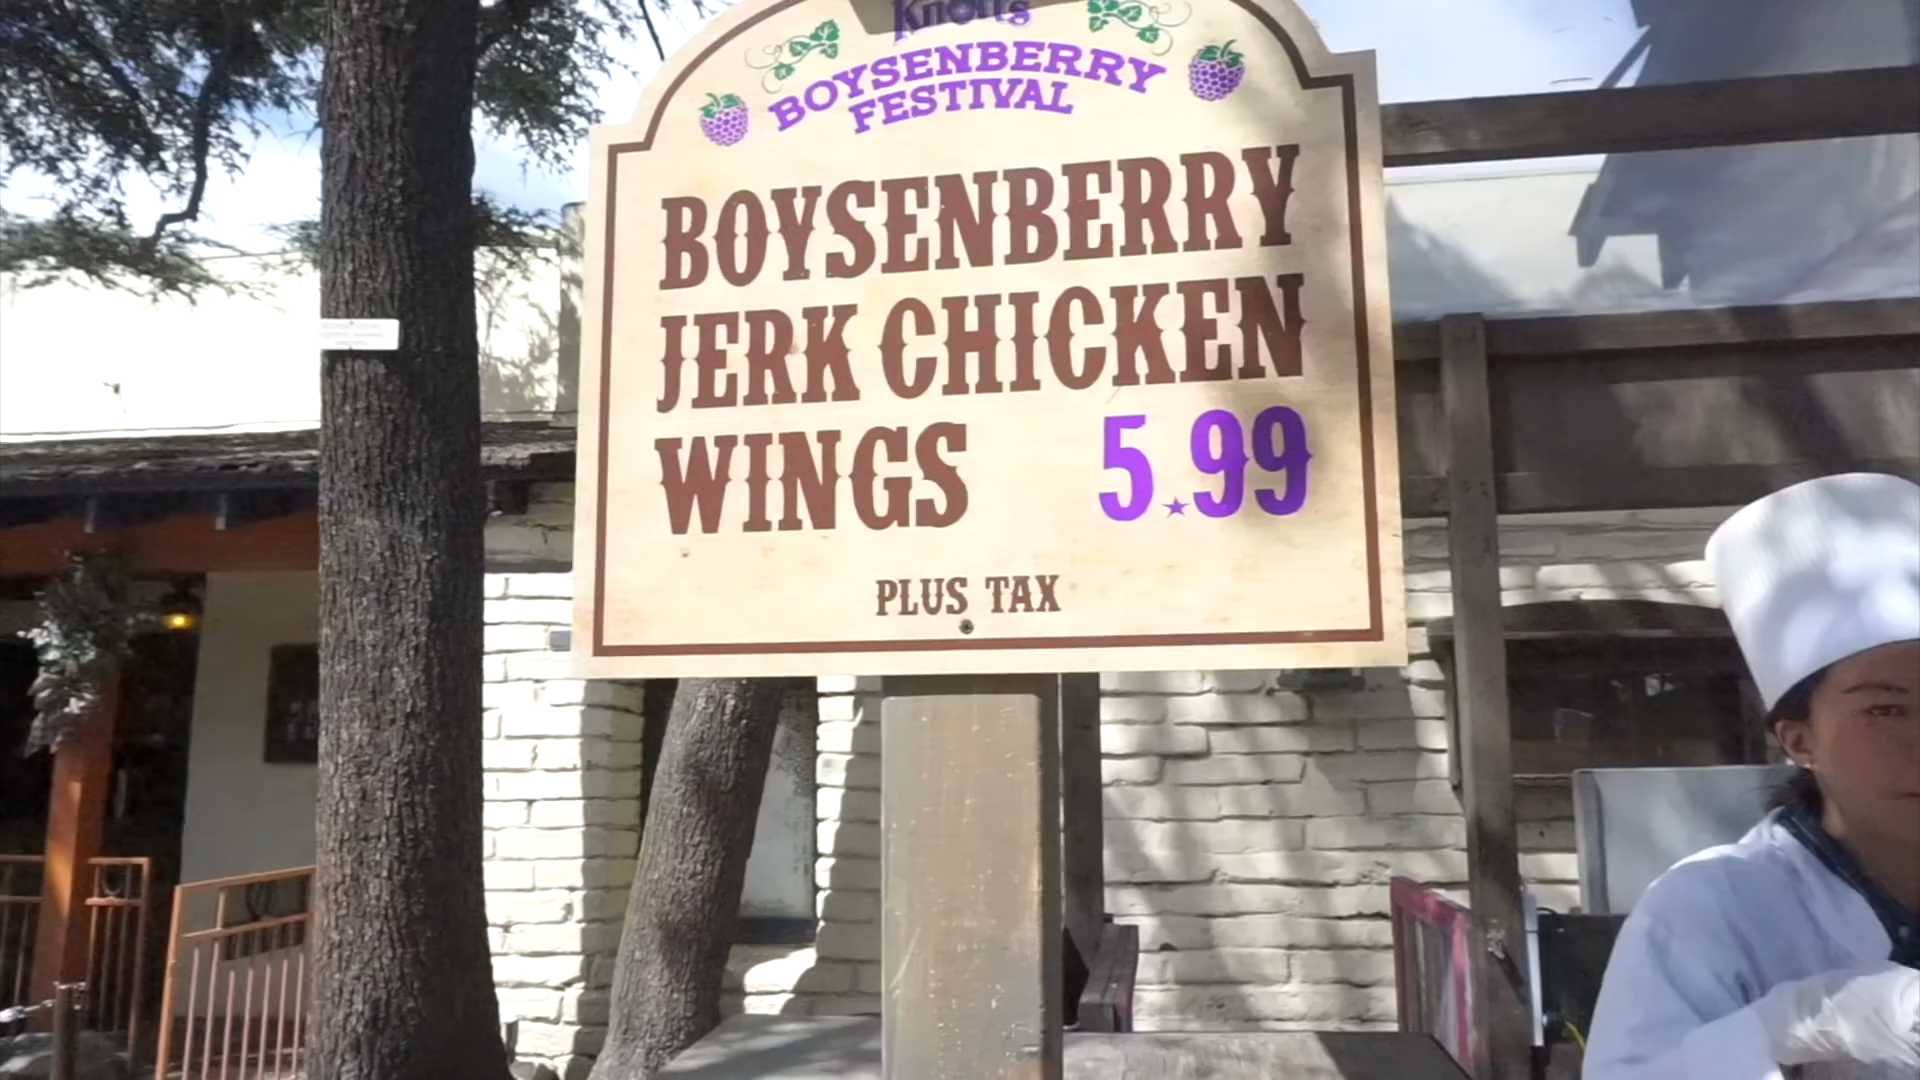 Knott's
BOYSENBERRY
FESTIVAL
BOYSENBERRY
JERK CHICKEN
WINGS 5.99
PLUS TAX